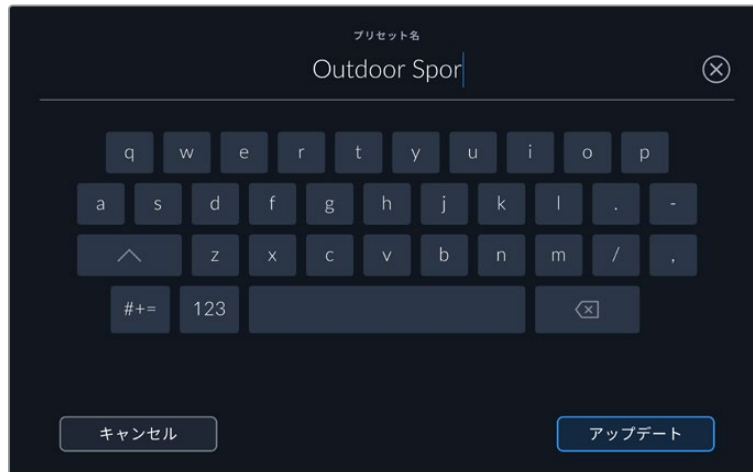 プリセット名
Outdoor Spor
q w e r t y u i o p
a s d f g h j k l . -
z x c v b n m / ,
#+= 123
キャンセル アップデート